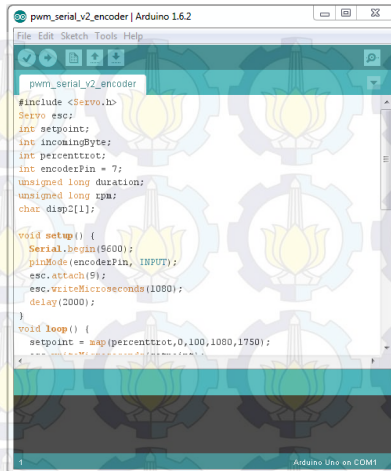 pwm_serial_v2_encoder | Arduino 1.6.2
File Edit Sketch Tools Help
pwm_serial_v2_encoder
#include <Servo.h>
Servo esc;
int setpoint;
int incomingByte;
int percenttrot;
int encoderPin = 7;
unsigned long duration;
unsigned long rpm;
char disp2[1];
void setup() {
Serial.begin(9600);
pinMode(encoderPin, INPUT);
esc.attach(9);
esc.writeMicroseconds(1080);
delay(2000);
}
void loop() {
setpoint = map(percenttrot,0,100,1080,1750);
1
Arduino Uno on COM1